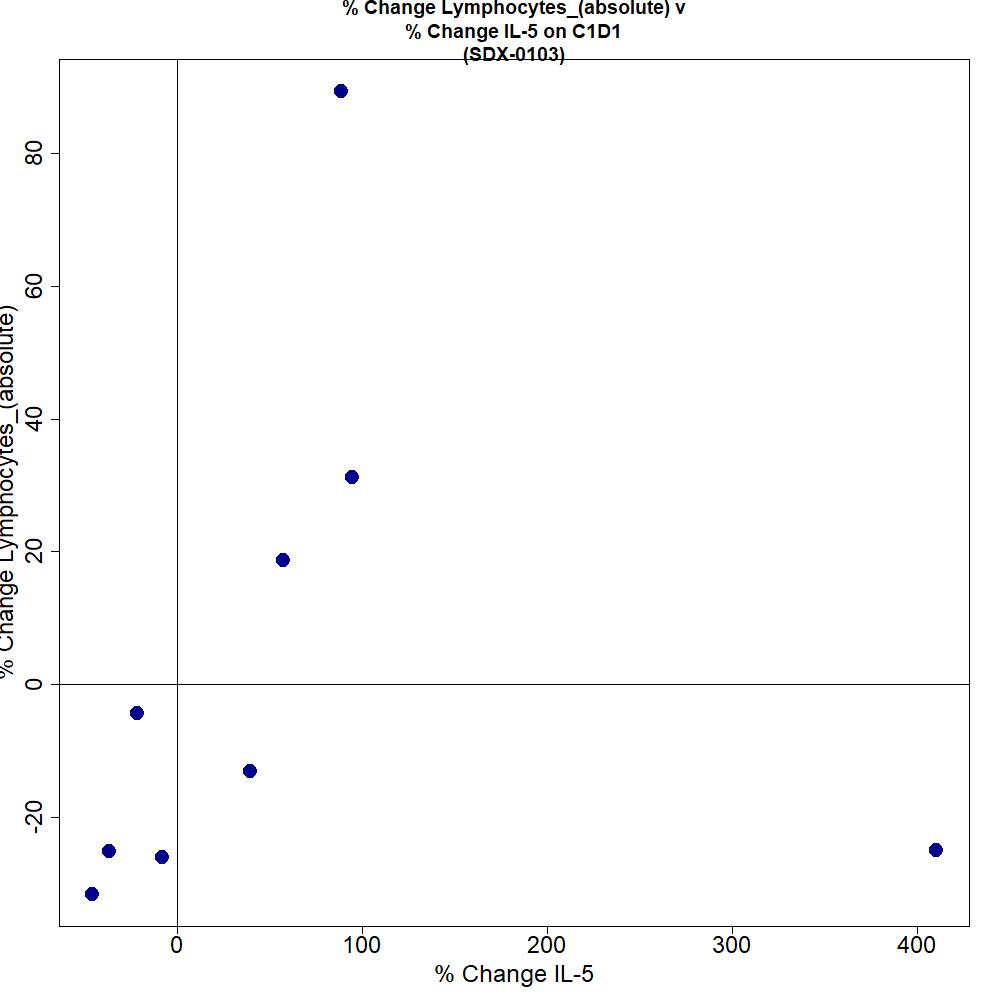 % Change Lymphocytes_(absolute) v
% Change IL-5 on C1D1
(SDX-0103)
% Change Lymphocytes_(absolute)
80
60
40
20
0
-20
0 100 200 300 400
% Change IL-5